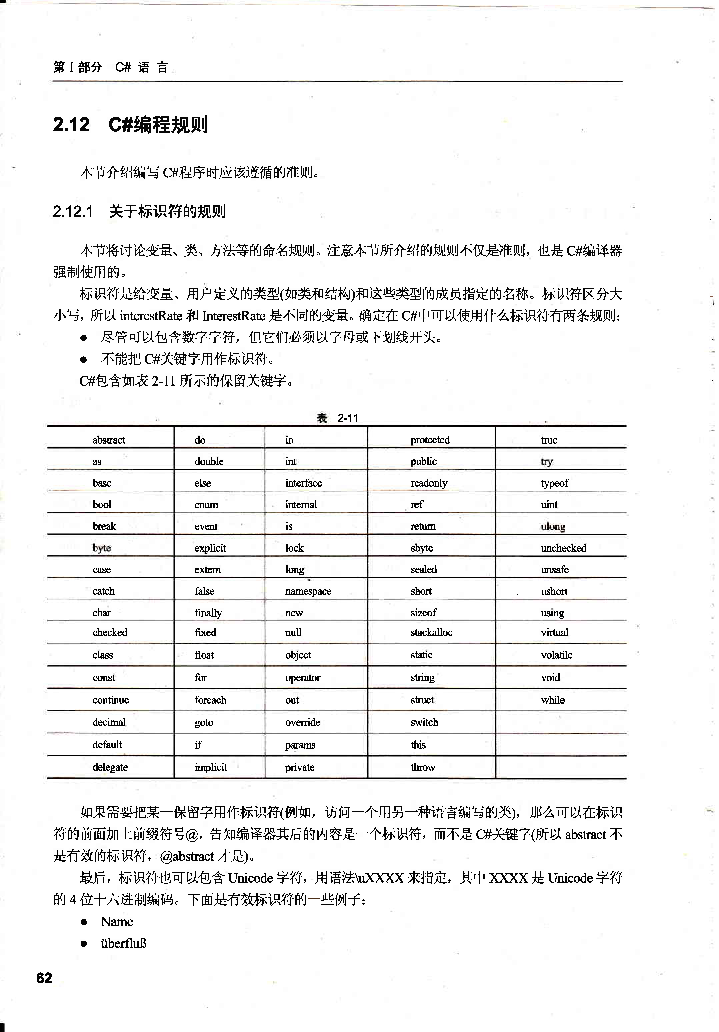 第 I 部分 C# 语 言
2.12 C#编程规则
本节介绍编写 C#程序时应该遵循的准则。
2.12.1 关于标识符的规则
本节将讨论变量、类、方法等的命名规则。注意本节所介绍的规则不仅是准则，也是 C#编译器
强制使用的。
标识符是给变量、用户定义的类型(如类和结构)和这些类型的成员指定的名称。标识符区分大
小写，所以 interestRate 和 InterestRate 是不同的变量。确定在 C#中可以使用什么标识符有两条规则：
● 尽管可以包含数字字符，但它们必须以字母或下划线开头。
● 不能把 C#关键字用作标识符。
C#包含如表 2-11 所示的保留关键字。
表 2-11
abstract do in protected true
as double int public try
base else interface readonly typeof
bool enum internal ref uint
break event is return ulong
byte explicit lock sbyte unchecked
case extern long sealed unsafe
catch false namespace short ushort
char finally new sizeof using
checked fixed null stackalloc virtual
class float object static volatile
const for operator string void
continue foreach out struct while
decimal goto override switch
default if params this
delegate implicit private throw
如果需要把某一保留字用作标识符(例如，访问一个用另一种语言编写的类)，那么可以在标识
符的前面加上前缀符号@，告知编译器其后的内容是一个标识符，而不是 C#关键字(所以 abstract 不
是有效的标识符，@abstract 才是)。
最后，标识符也可以包含 Unicode 字符，用语法\uXXXX 来指定，其中 XXXX 是 Unicode 字符
的 4 位十六进制编码。下面是有效标识符的一些例子：
● Name
● überfluß
62